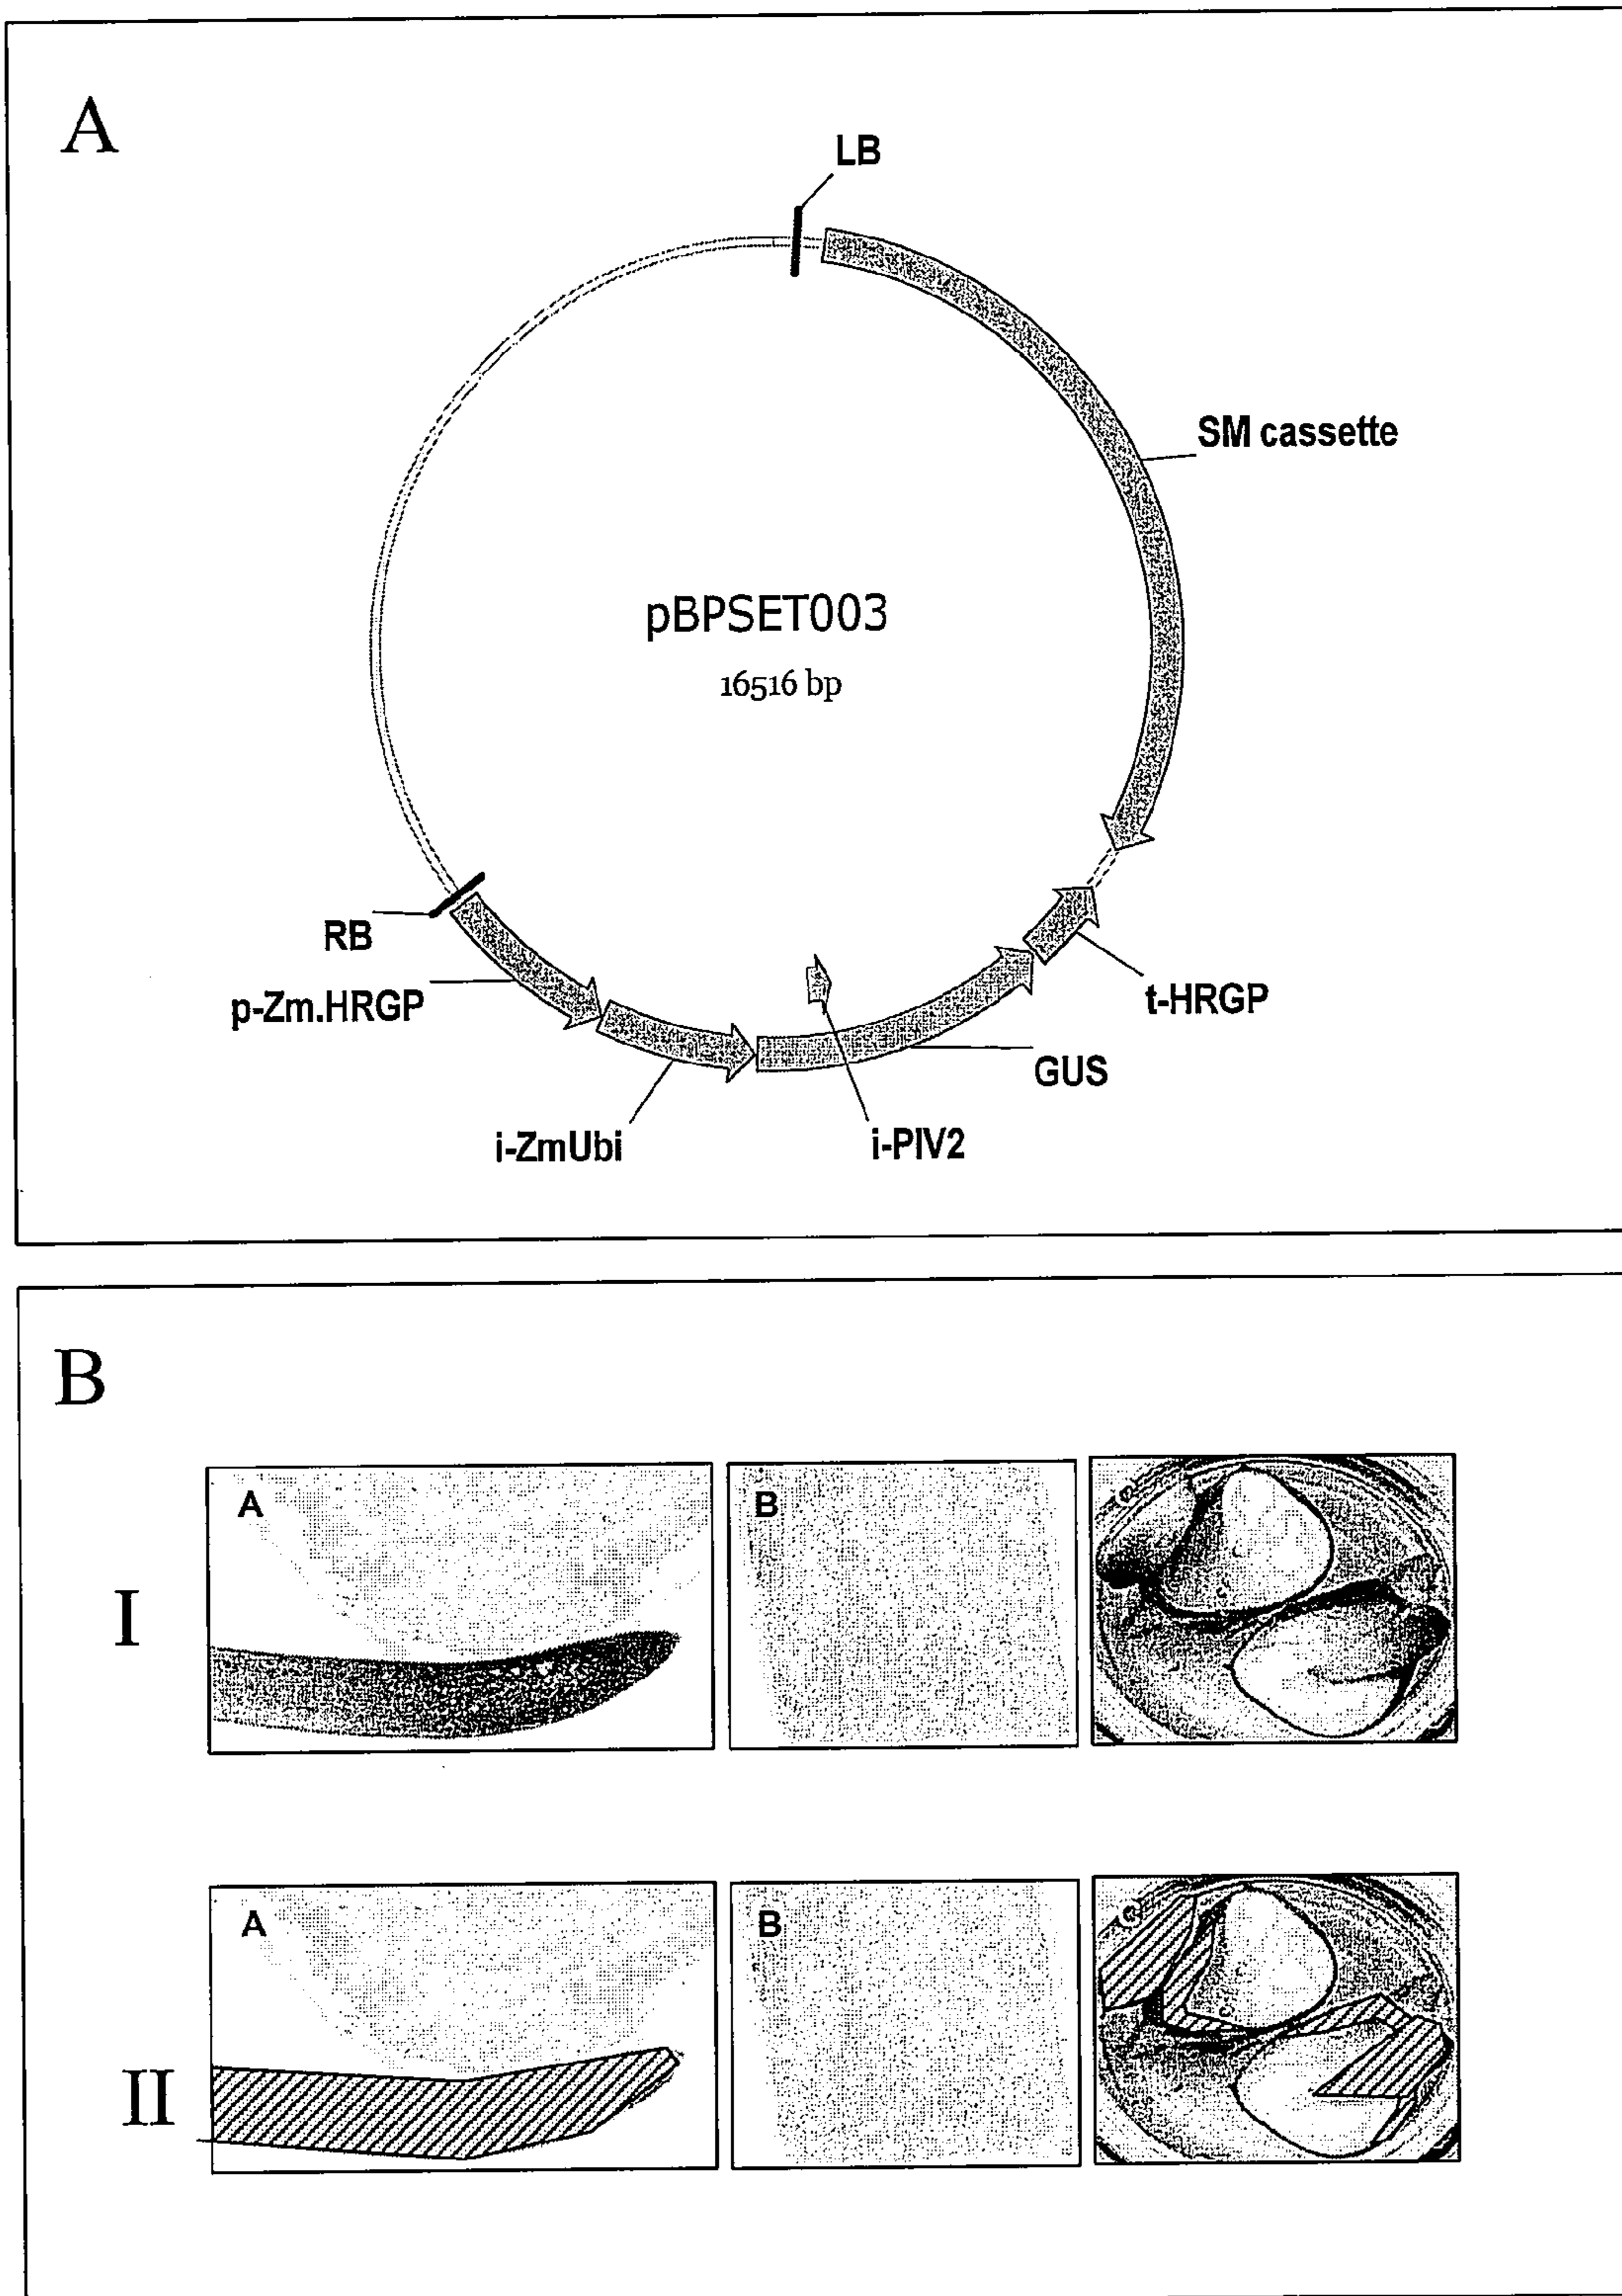 A
LB
SM cassette
pBPSET003
16516 bp
RB
p-Zm.HRGP
t-HRGP
GUS
i-ZmUbi
i-PIV2
B
I
A
B
C
II
A
B
C